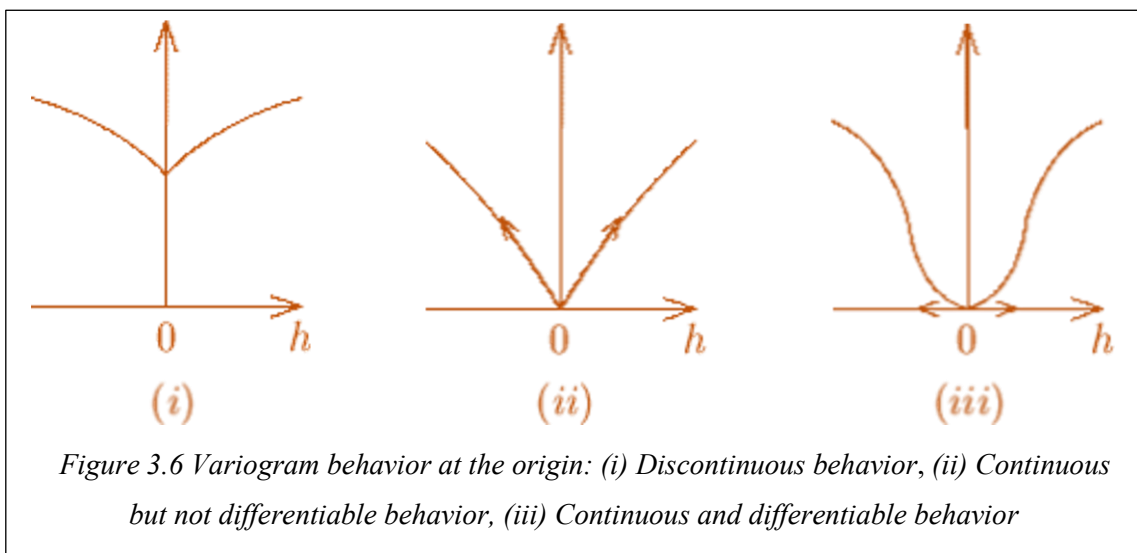 0 h 0 h 0 h
(i) (ii) (iii)
Figure 3.6 Variogram behavior at the origin: (i) Discontinuous behavior, (ii) Continuous
but not differentiable behavior, (iii) Continuous and differentiable behavior